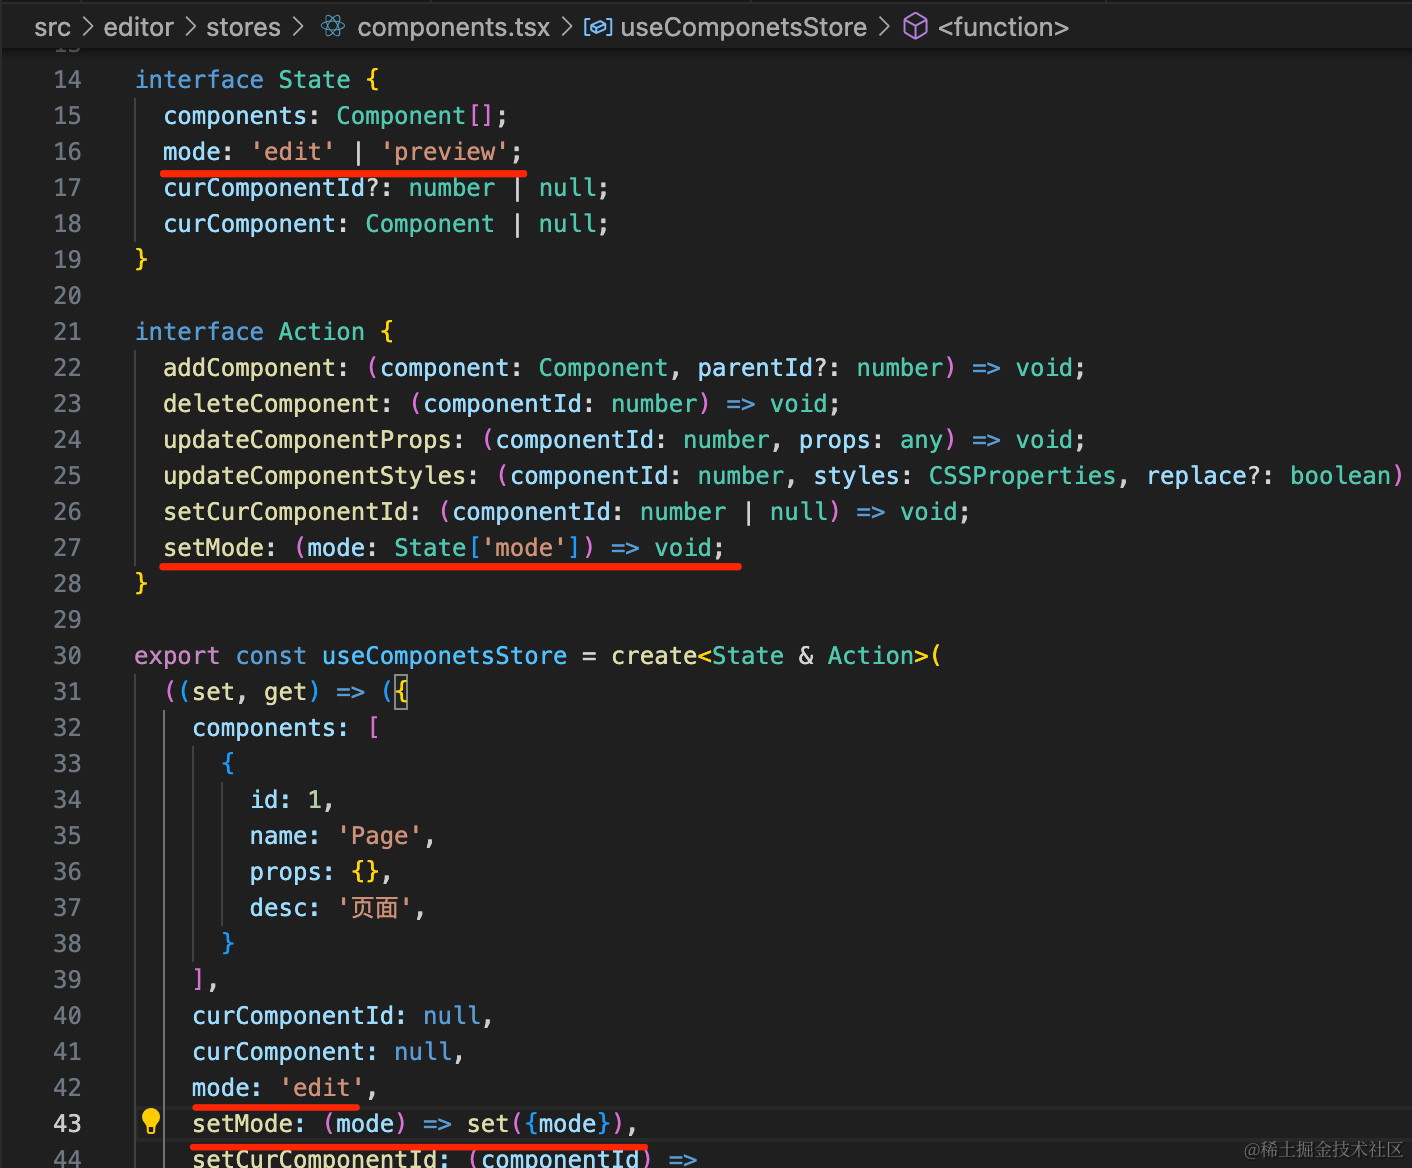 src > editor > stores > components.tsx > useComponetsStore > <function>
13
14 interface State {
15 components: Component[];
16 mode: 'edit' | 'preview';
17 curComponentId?: number | null;
18 curComponent: Component | null;
19 }
20
21 interface Action {
22 addComponent: (component: Component, parentId?: number) => void;
23 deleteComponent: (componentId: number) => void;
24 updateComponentProps: (componentId: number, props: any) => void;
25 updateComponentStyles: (componentId: number, styles: CSSProperties, replace?: boolean)
26 setCurComponentId: (componentId: number | null) => void;
27 setMode: (mode: State['mode']) => void;
28 }
29
30 export const useComponetsStore = create<State & Action>(
31 ((set, get) => ({
32 components: [
33 {
34 id: 1,
35 name: 'Page',
36 props: {},
37 desc: '页面',
38 }
39 ],
40 curComponentId: null,
41 curComponent: null,
42 mode: 'edit',
43 setMode: (mode) => set({mode}),
44 setCurComponentId: (componentId) =>
@稀土掘金技术社区